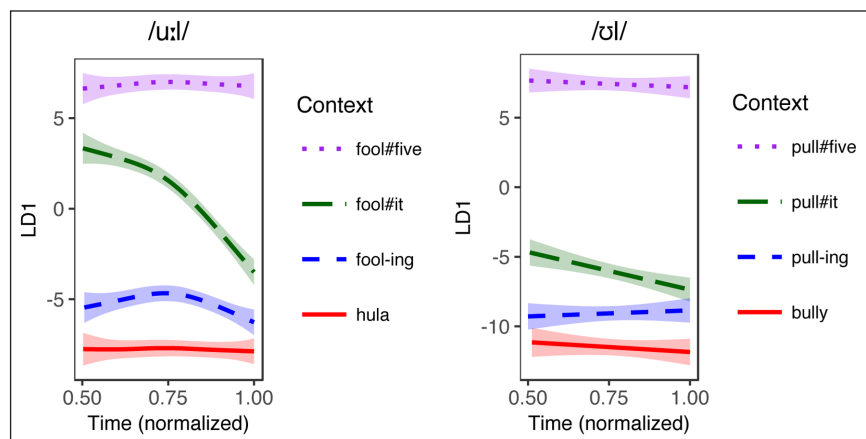 /uːl/
5
0
-5
LD1
0.50 0.75 1.00
Time (normalized)
Context
fool#five
fool#it
fool-ing
hula
/ʊl/
5
0
-5
-10
LD1
0.50 0.75 1.00
Time (normalized)
Context
pull#five
pull#it
pull-ing
bully